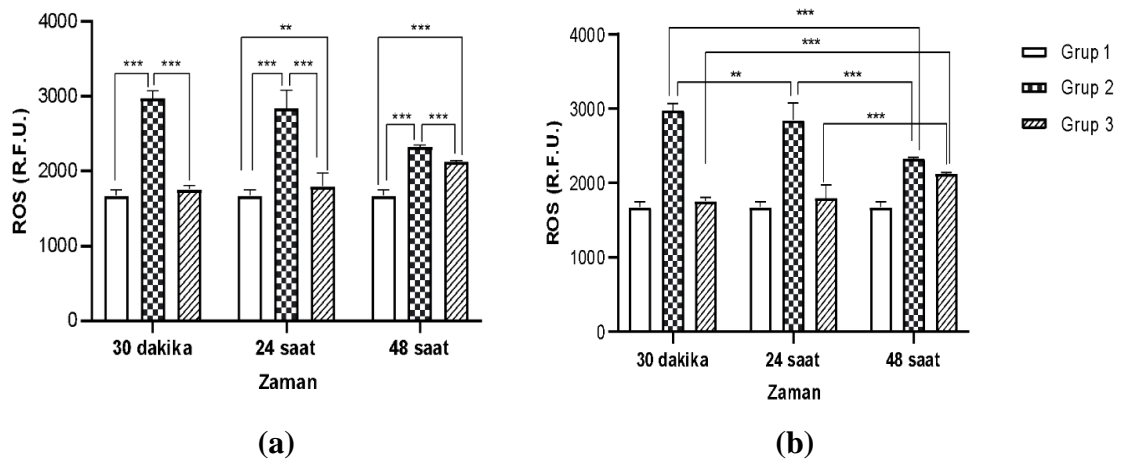 4000
3000
2000
1000
0
ROS (R.F.U.)
***
***
**
***
***
***
***
***
30 dakika
24 saat
48 saat
Zaman
(a)
4000
3000
2000
1000
0
ROS (R.F.U.)
***
***
**
***
***
30 dakika
24 saat
48 saat
Zaman
(b)
Grup 1
Grup 2
Grup 3